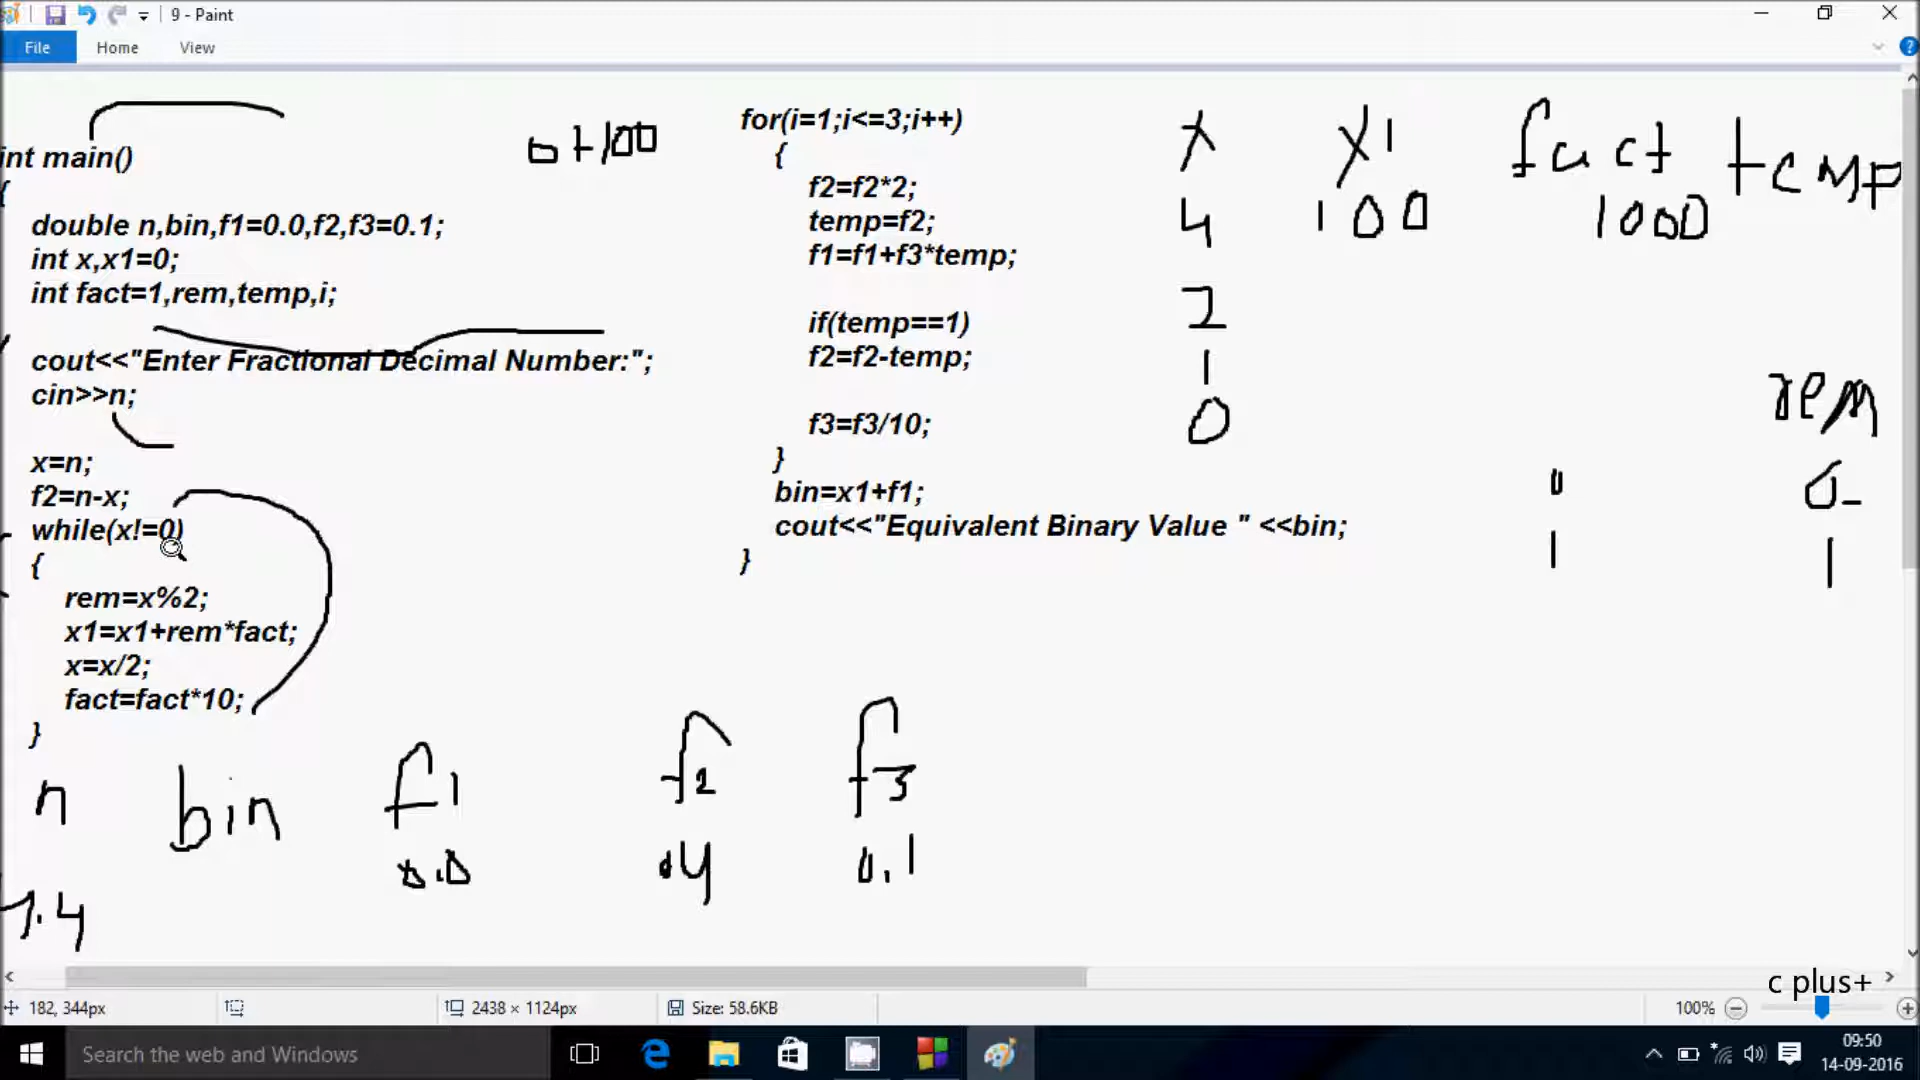 9 - Paint
File Home View
int main()
{
double n,bin,f1=0.0,f2,f3=0.1;
int x,x1=0;
int fact=1,rem,temp,i;
cout<<"Enter Fractional Decimal Number:";
cin>>n;
x=n;
f2=n-x;
while(x!=0)
{
rem=x%2;
x1=x1+rem*fact;
x=x/2;
fact=fact*10;
}
0+100
for(i=1;i<=3;i++)
{
f2=f2*2;
temp=f2;
f1=f1+f3*temp;
if(temp==1)
f2=f2-temp;
f3=f3/10;
}
bin=x1+f1;
cout<<"Equivalent Binary Value " <<bin;
}
x x1 fact temp
4 100 1000
2
1
0
rem
0 0
1 1
n bin f1 f2 f3
0.0 .4 0.1
.4
c plus+
182, 344px 2438 × 1124px Size: 58.6KB 100%
Search the web and Windows
09:50
14-09-2016